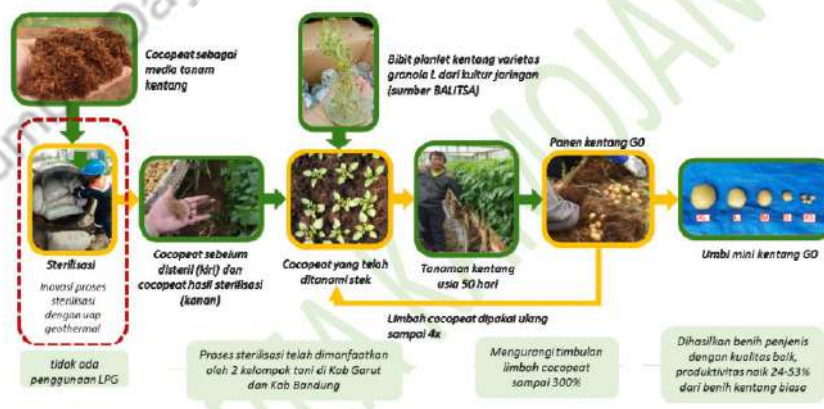 Cocopeat sebagai
media tanam
kentang
Bibit planlet kentang varietas
granola L dari kultur jaringan
(sumber BALITSA)
Panen kentang G0
Sterilisasi
Inovasi proses
sterilisasi
dengan uap
geothermal
Cocopeat sebelum
disteril (kiri) dan
cocopeat hasil sterilisasi
(kanan)
Cocopeat yang telah
ditanami stek
Tanaman kentang
usia 50 hari
XL L M S XS
Umbi mini kentang G0
Limbah cocopeat dipakai ulang
sampai 4x
tidak ada
penggunaan LPG
Proses sterilisasi telah dimanfaatkan
oleh 2 kelompok tani di Kab Garut
dan Kab Bandung
Mengurangi timbulan
limbah cocopeat
sampai 300%
Dihasilkan benih penjenis
dengan kualitas baik,
produktivitas naik 24-53%
dari benih kentang biasa
KAMOJAN